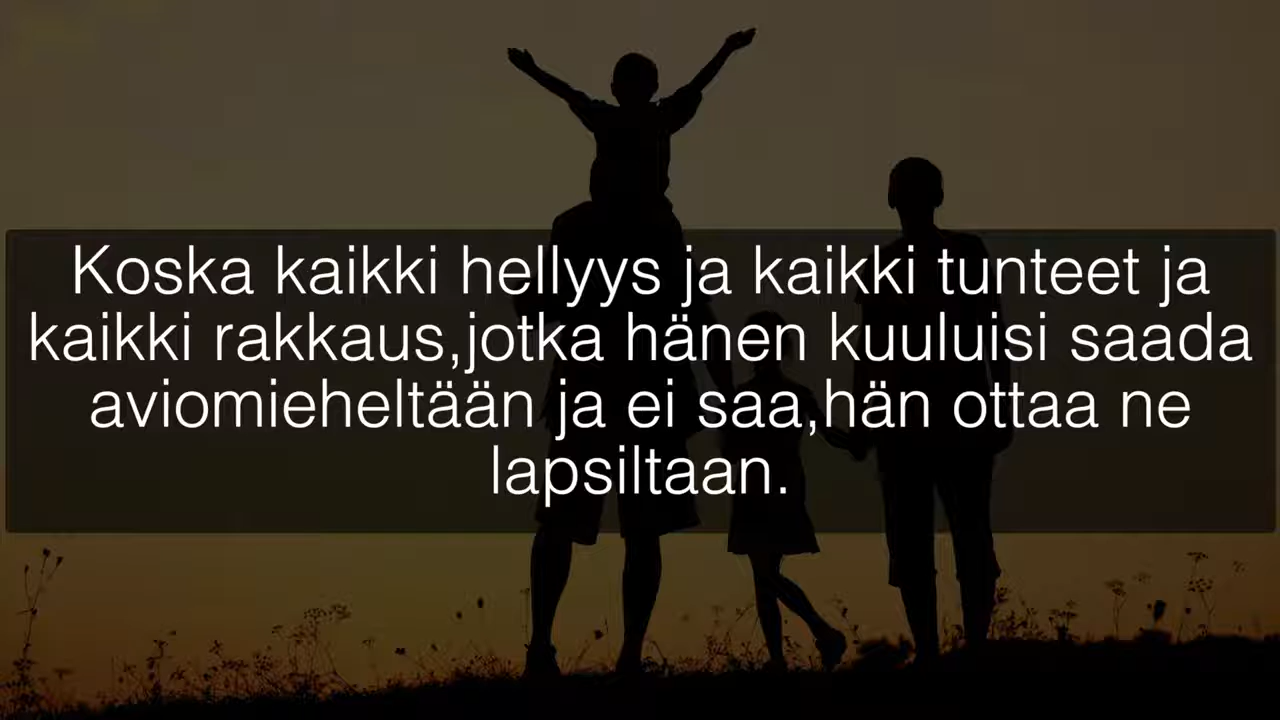 Koska kaikki hellyys ja kaikki tunteet ja
kaikki rakkaus,jotka hänen kuuluisi saada
aviomieheltään ja ei saa,hän ottaa ne
lapsiltaan.